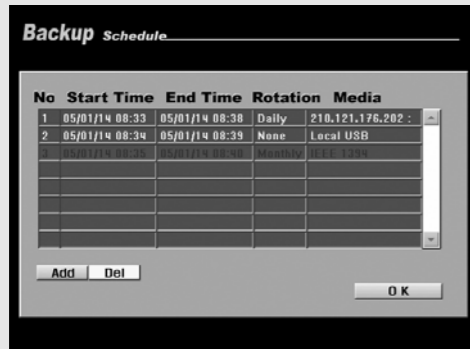 Backup Schedule
No Start Time End Time Rotation Media
1 05/01/14 08:33 05/01/14 08:38 Daily 210.121.176.202 :
2 05/01/14 08:34 05/01/14 08:39 None Local USB
3 05/01/14 08:35 05/01/14 08:40 Monthly IEEE 1394
Add Del
OK